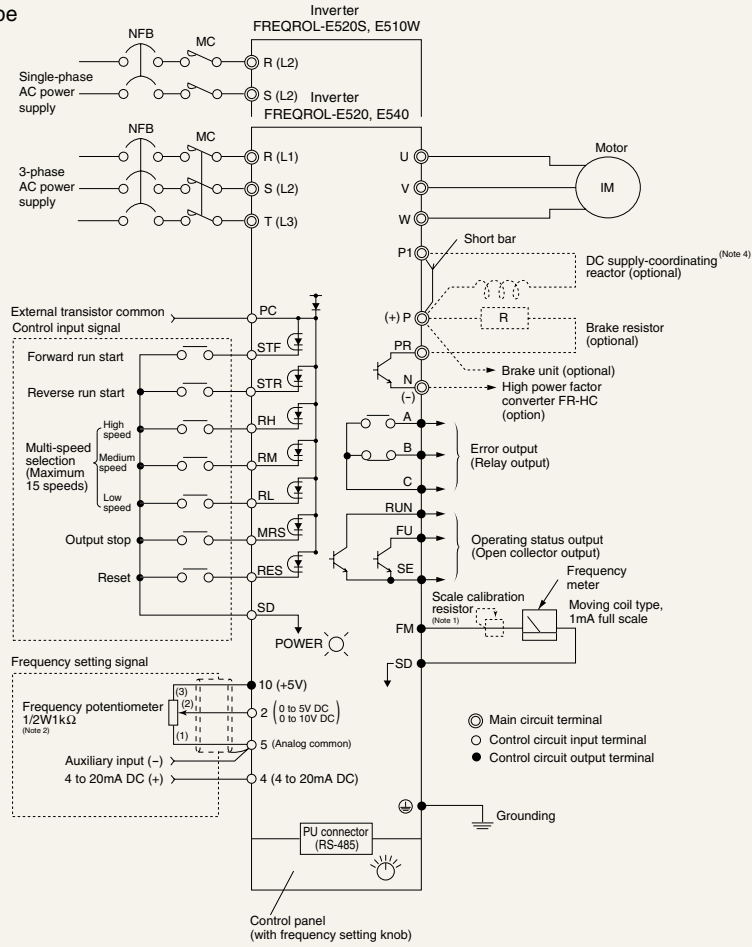 be
Inverter
FREQROL-E520S, E510W
NFB
MC
R (L2)
Single-phase
AC power
supply
S (L2)
Inverter
FREQROL-E520, E540
NFB
MC
R (L1)
3-phase
AC power
supply
S (L2)
T (L3)
U
V
W
Motor
IM
P1
Short bar
DC supply-coordinating (Note 4)
reactor (optional)
(+) P
R
Brake resistor
(optional)
PR
Brake unit (optional)
N
(−)
High power factor
converter FR-HC
(option)
External transistor common
PC
Control input signal
Forward run start
STF
Reverse run start
STR
Multi-speed
selection
(Maximum
15 speeds)
High
speed
RH
Medium
speed
RM
Low
speed
RL
Output stop
MRS
Reset
RES
SD
POWER
A
B
C
Error output
(Relay output)
RUN
FU
SE
Operating status output
(Open collector output)
Frequency
meter
Scale calibration
resistor
(Note 1)
Moving coil type,
1mA full scale
FM
SD
Frequency setting signal
Frequency potentiometer
1/2W1kΩ
(Note 2)
(3)
(2)
(1)
10 (+5V)
2 (0 to 5V DC
0 to 10V DC)
5 (Analog common)
Auxiliary input (−)
4 to 20mA DC (+)
4 (4 to 20mA DC)
Main circuit terminal
Control circuit input terminal
Control circuit output terminal
Grounding
PU connector
(RS-485)
Control panel
(with frequency setting knob)